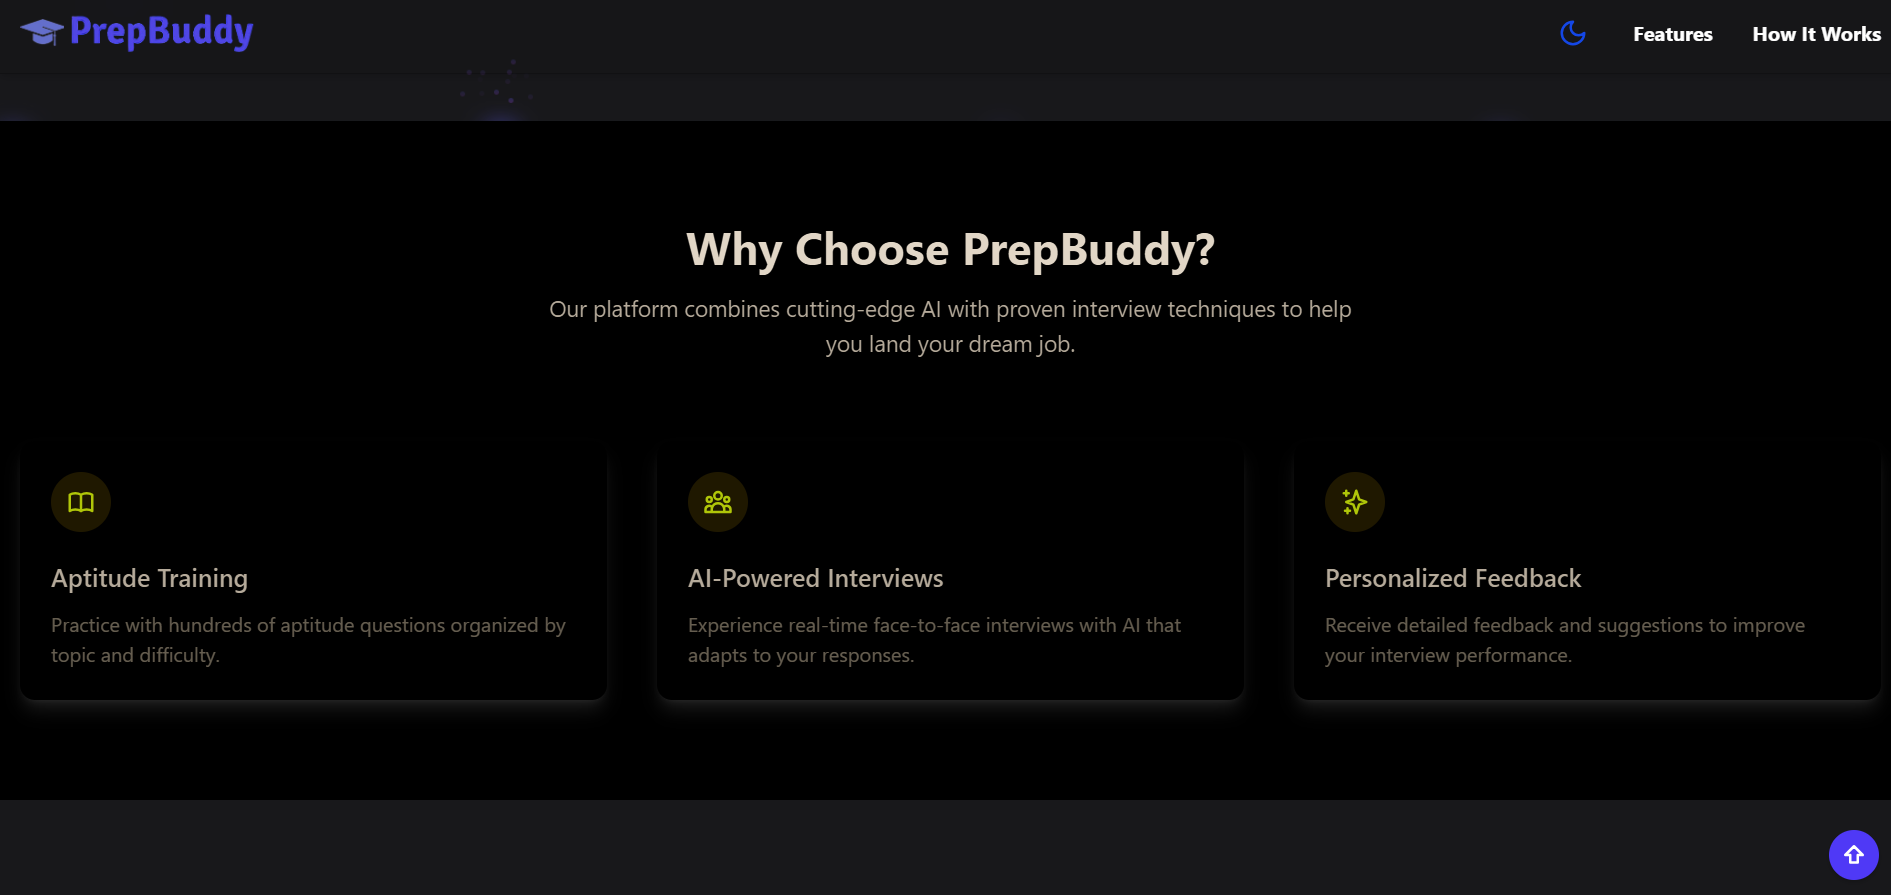 PrepBuddy
Features
How It Works
Why Choose PrepBuddy?
Our platform combines cutting-edge AI with proven interview techniques to help
you land your dream job.
Aptitude Training
Practice with hundreds of aptitude questions organized by
topic and difficulty.
AI-Powered Interviews
Experience real-time face-to-face interviews with AI that
adapts to your responses.
Personalized Feedback
Receive detailed feedback and suggestions to improve
your interview performance.